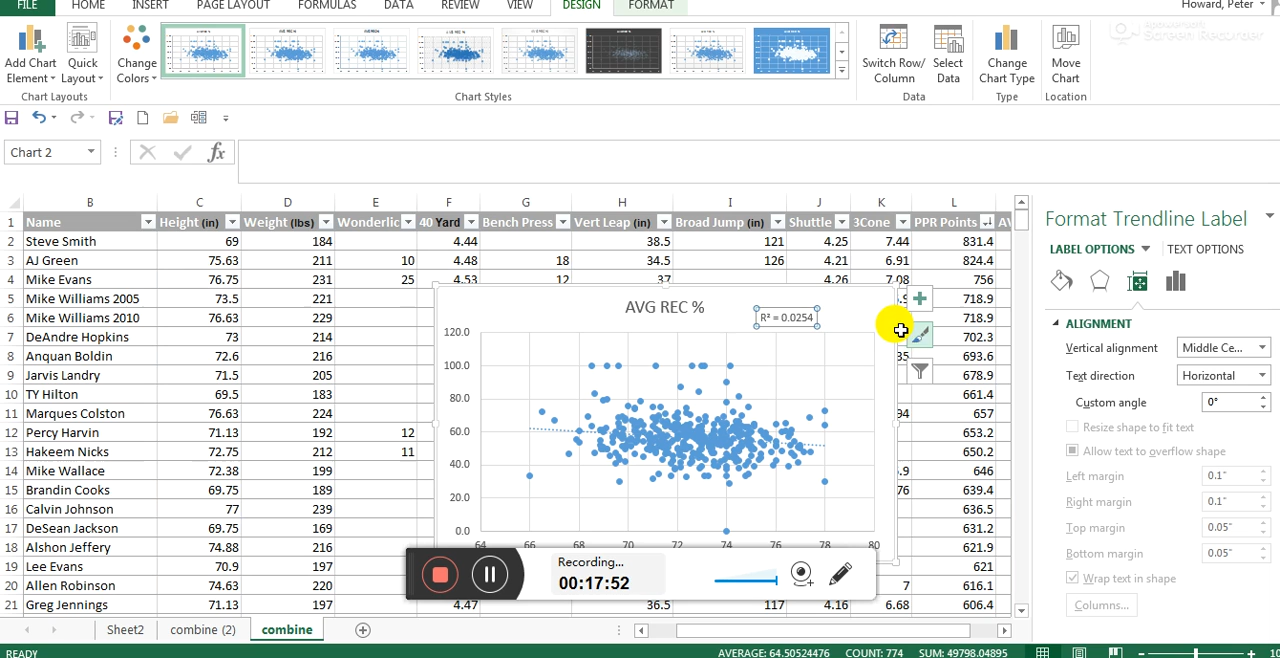 FILE HOME INSERT PAGE LAYOUT FORMULAS DATA REVIEW VIEW DESIGN FORMAT Howard, Peter
Add Chart Element Quick Layout Change Colors Switch Row/ Column Select Data Change Chart Type Move Chart
Chart Layouts Chart Styles Data Type Location
Screen Recorder
Chart 2 fx
B C D E F G H I J K L
1 Name Height (in) Weight (lbs) Wonderlic 40 Yard Bench Press Vert Leap (in) Broad Jump (in) Shuttle 3Cone PPR Points
2 Steve Smith 69 184 4.44 38.5 121 4.25 7.44 831.4
3 AJ Green 75.63 211 10 4.48 18 34.5 126 4.21 6.91 824.4
4 Mike Evans 76.75 231 25 4.53 12 37 4.26 7.08 756
5 Mike Williams 2005 73.5 221 718.9
6 Mike Williams 2010 76.63 229 718.9
7 DeAndre Hopkins 73 214 702.3
8 Anquan Boldin 72.6 216 693.6
9 Jarvis Landry 71.5 205 678.9
10 TY Hilton 69.5 183 661.4
11 Marques Colston 76.63 224 657
12 Percy Harvin 71.13 192 12 653.2
13 Hakeem Nicks 72.75 212 11 650.2
14 Mike Wallace 72.38 199 646
15 Brandin Cooks 69.75 189 639.4
16 Calvin Johnson 77 239 636.5
17 DeSean Jackson 69.75 169 631.2
18 Alshon Jeffery 74.88 216 621.9
19 Lee Evans 70.9 197 621
20 Allen Robinson 74.63 220 7 616.1
21 Greg Jennings 71.13 197 4.47 36.5 117 4.16 6.68 606.4
AVG REC %
R² = 0.0254
120.0
100.0
80.0
60.0
40.0
20.0
0.0
64 66 68 70 72 74 76 78 80
Recording...
00:17:52
Format Trendline Label
LABEL OPTIONS TEXT OPTIONS
ALIGNMENT
Vertical alignment Middle Ce...
Text direction Horizontal
Custom angle 0°
Resize shape to fit text
Allow text to overflow shape
Left margin 0.1"
Right margin 0.1"
Top margin 0.05"
Bottom margin 0.05"
Wrap text in shape
Columns...
Sheet2 combine (2) combine
READY AVERAGE: 64.50524476 COUNT: 774 SUM: 49798.04895